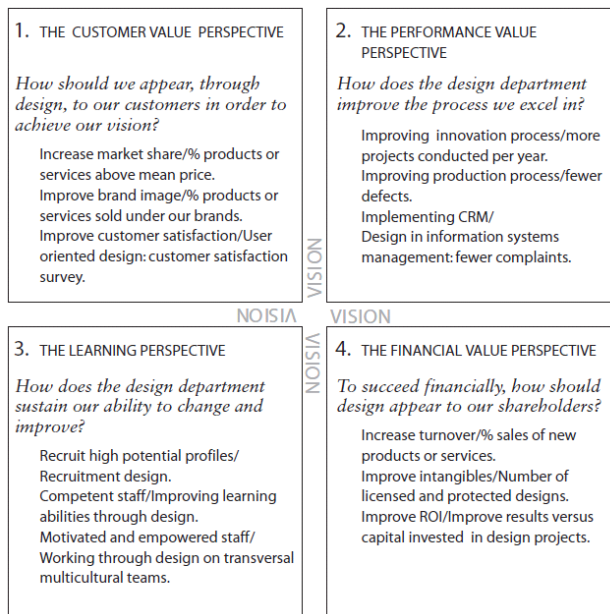 1. THE CUSTOMER VALUE PERSPECTIVE
How should we appear, through
design, to our customers in order to
achieve our vision?
Increase market share/% products or
services above mean price.
Improve brand image/% products or
services sold under our brands.
Improve customer satisfaction/User
oriented design: customer satisfaction
survey.
2. THE PERFORMANCE VALUE
PERSPECTIVE
How does the design department
improve the process we excel in?
Improving innovation process/more
projects conducted per year.
Improving production process/fewer
defects.
Implementing CRM/
Design in information systems
management: fewer complaints.
VISION
VISION
VISION
VISION
3. THE LEARNING PERSPECTIVE
How does the design department
sustain our ability to change and
improve?
Recruit high potential profiles/
Recruitment design.
Competent staff/Improving learning
abilities through design.
Motivated and empowered staff/
Working through design on transversal
multicultural teams.
4. THE FINANCIAL VALUE PERSPECTIVE
To succeed financially, how should
design appear to our shareholders?
Increase turnover/% sales of new
products or services.
Improve intangibles/Number of
licensed and protected designs.
Improve ROI/Improve results versus
capital invested in design projects.